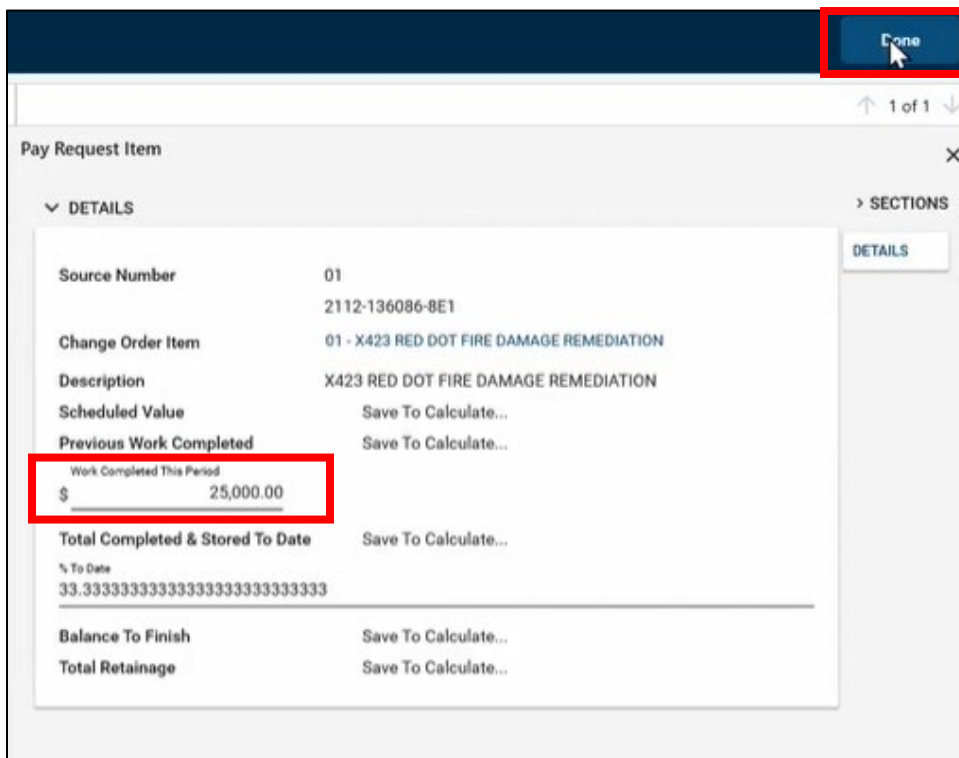 Done
1 of 1
Pay Request Item
DETAILS
SECTIONS
DETAILS
Source Number 01
2112-136086-8E1
Change Order Item 01 - X423 RED DOT FIRE DAMAGE REMEDIATION
Description X423 RED DOT FIRE DAMAGE REMEDIATION
Scheduled Value Save To Calculate...
Previous Work Completed Save To Calculate...
Work Completed This Period
$ 25,000.00
Total Completed & Stored To Date Save To Calculate...
% To Date
33.3333333333333333333333333
Balance To Finish Save To Calculate...
Total Retainage Save To Calculate...